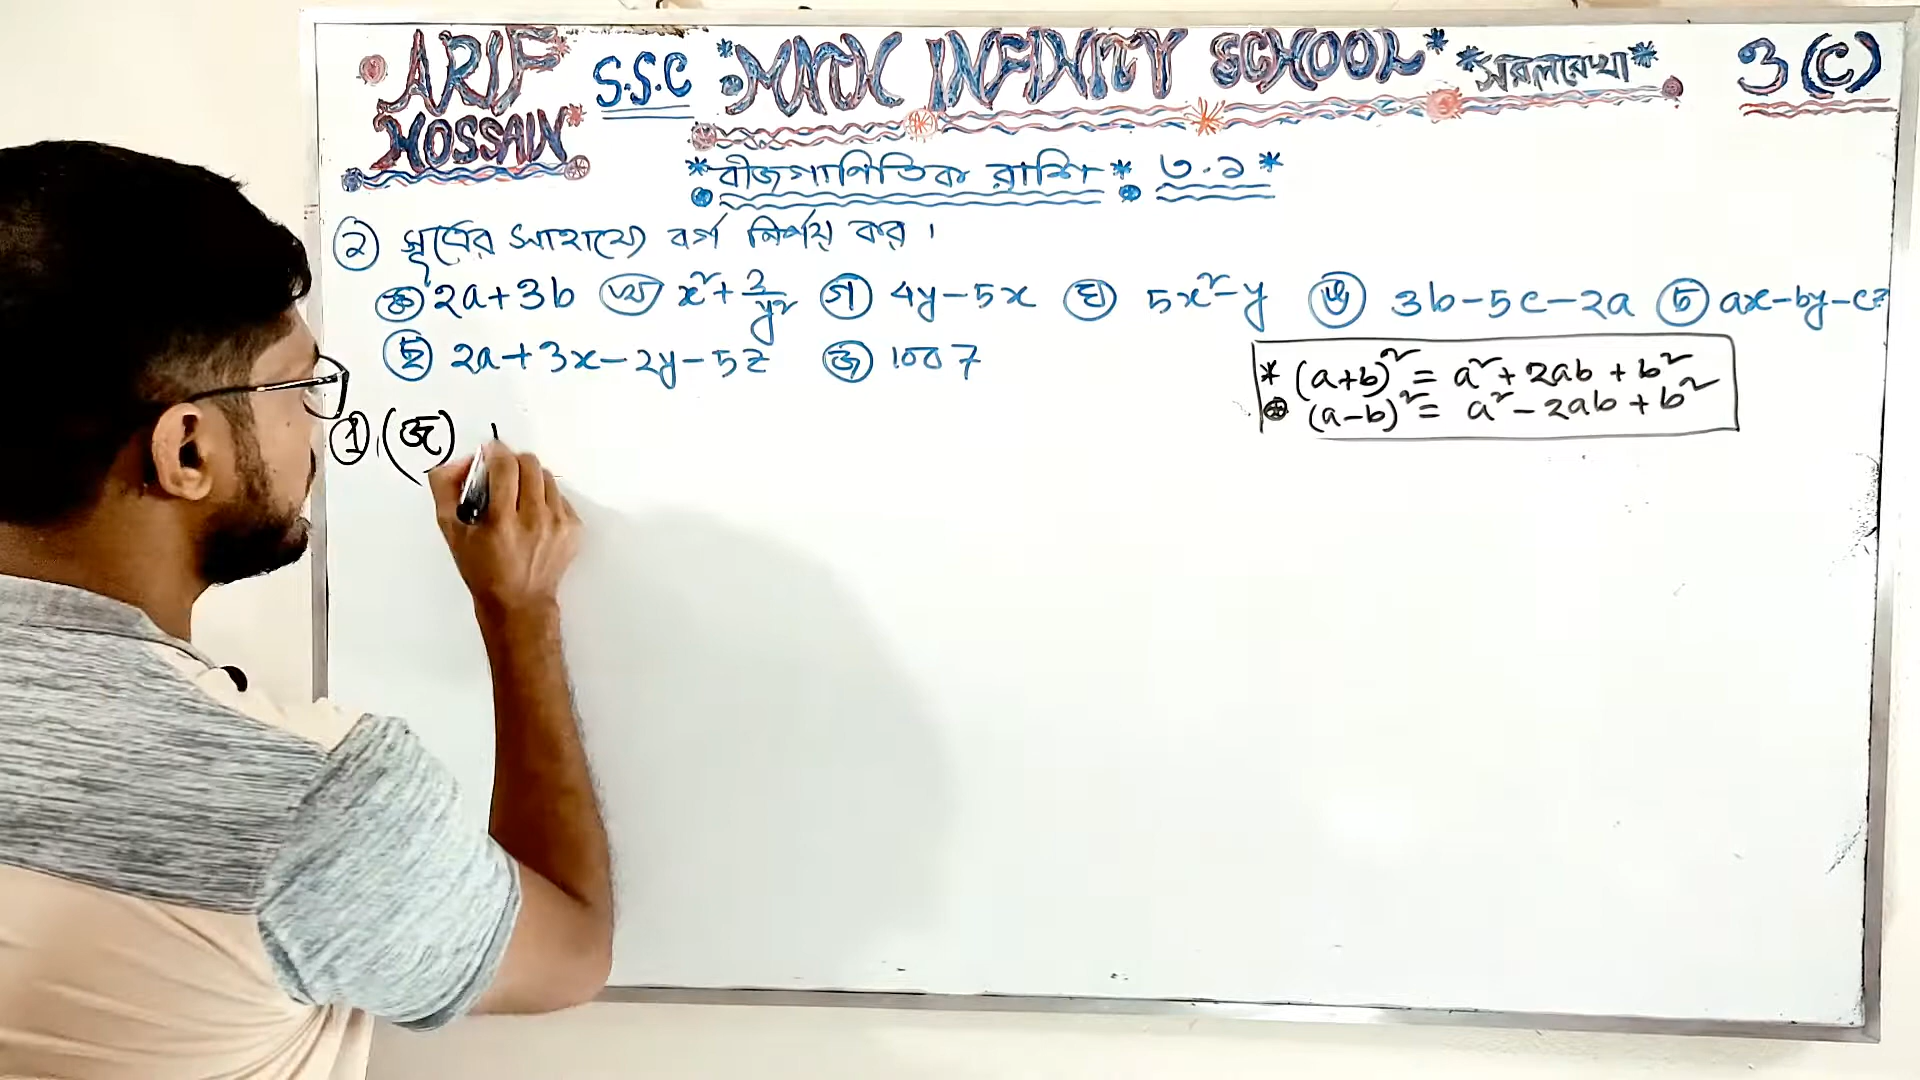 ARIF HOSSAIN S.S.C MATH INFINITY SCHOOL *সরলরেখা* 3(C)
*বীজগাণিতিক রাশি* ৩.১*
২ সূত্রের সাহায্যে বর্গ নির্ণয় কর।
ক 2a+3b খ x²+2/y² গ 4y-5x ঘ 5x²-y ঙ 3b-5c-2a চ ax-by-cz
ছ 2a+3x-2y-5z জ 1007
* (a+b)² = a²+2ab+b²
(a-b)² = a²-2ab+b²
1.(জ)